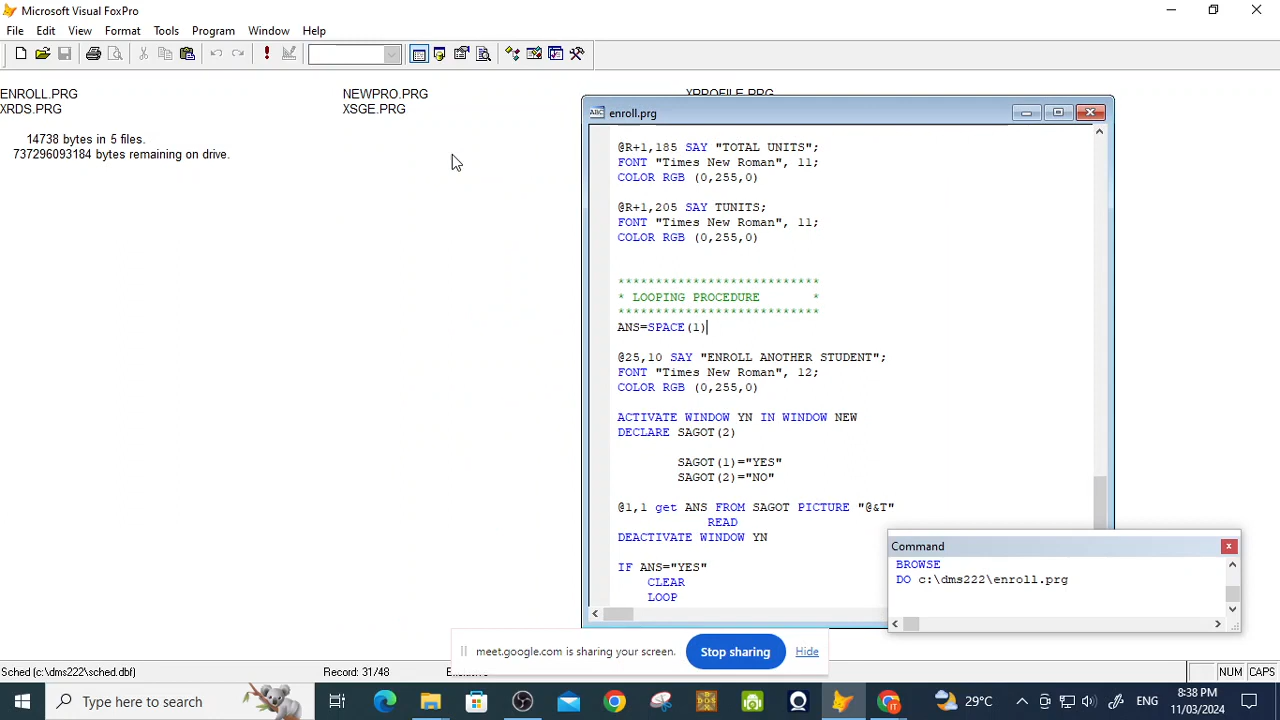 Microsoft Visual FoxPro
File Edit View Format Tools Program Window Help
ENROLL.PRG NEWPRO.PRG XPROFILE.PRG
XRDS.PRG XSGE.PRG
14738 bytes in 5 files.
737296093184 bytes remaining on drive.
enroll.prg
@R+1,185 SAY "TOTAL UNITS";
FONT "Times New Roman", 11;
COLOR RGB (0,255,0)
@R+1,205 SAY TUNITS;
FONT "Times New Roman", 11;
COLOR RGB (0,255,0)
***************************
* LOOPING PROCEDURE *
***************************
ANS=SPACE(1)
@25,10 SAY "ENROLL ANOTHER STUDENT";
FONT "Times New Roman", 12;
COLOR RGB (0,255,0)
ACTIVATE WINDOW YN IN WINDOW NEW
DECLARE SAGOT(2)
SAGOT(1)="YES"
SAGOT(2)="NO"
@1,1 get ANS FROM SAGOT PICTURE "@&T"
READ
DEACTIVATE WINDOW YN
IF ANS="YES"
CLEAR
LOOP
Command
BROWSE
DO c:\dms222\enroll.prg
meet.google.com is sharing your screen. Stop sharing Hide
Sched (c:\dms222\sched.dbf) Record: 31/48 NUM CAPS
Type here to search
29°C
ENG
8:38 PM
11/03/2024